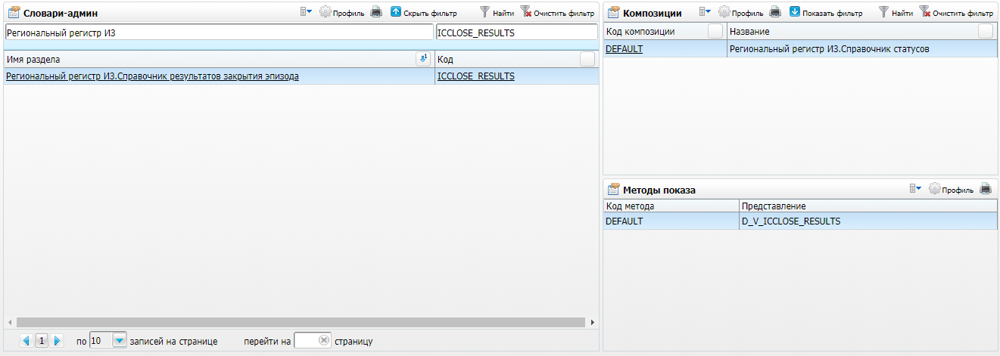 Словари-админ Профиль Скрыть фильтр Найти Очистить фильтр
Региональный регистр ИЗ ICCLOSE_RESULTS
Имя раздела 1 Код
Региональный регистр ИЗ.Справочник результатов закрытия эпизода ICCLOSE_RESULTS
1 по 10 записей на странице перейти на страницу
Композиции Профиль Показать фильтр Найти Очистить фильтр
Код композиции Название
DEFAULT Региональный регистр ИЗ.Справочник статусов
Методы показа Профиль
Код метода Представление
DEFAULT D_V_ICCLOSE_RESULTS